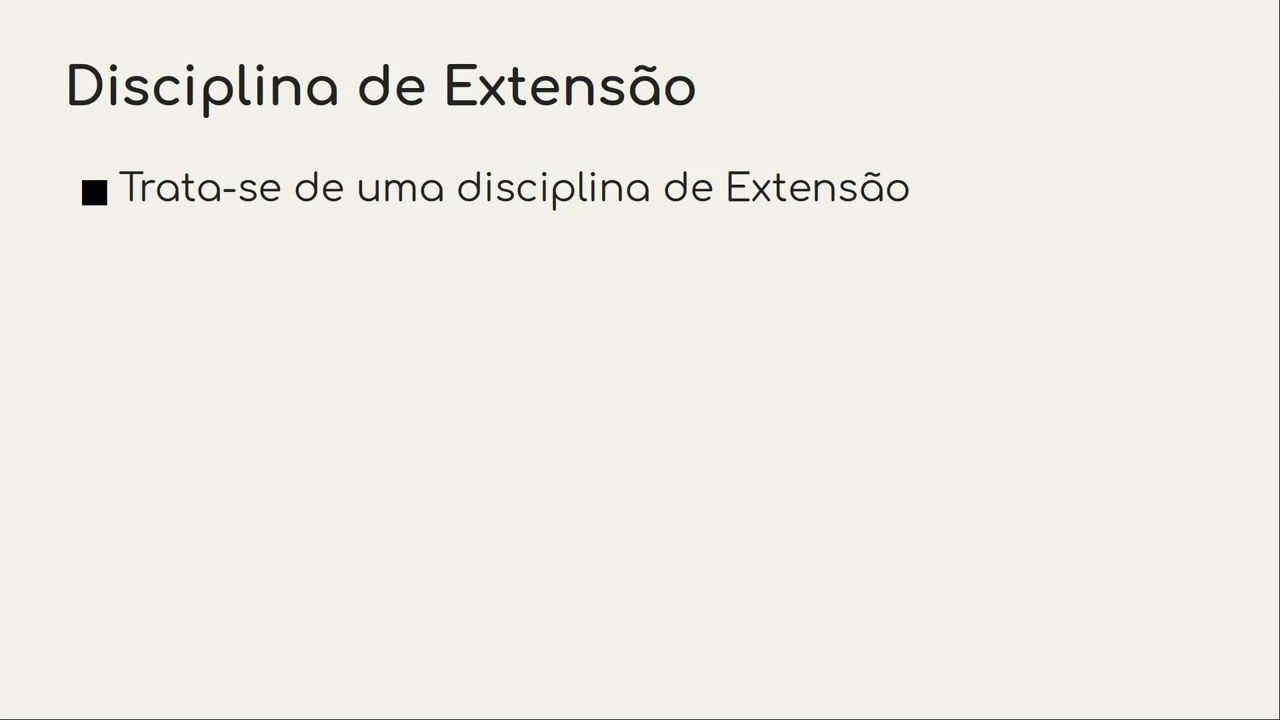 Disciplina de Extensão
■ Trata-se de uma disciplina de Extensão